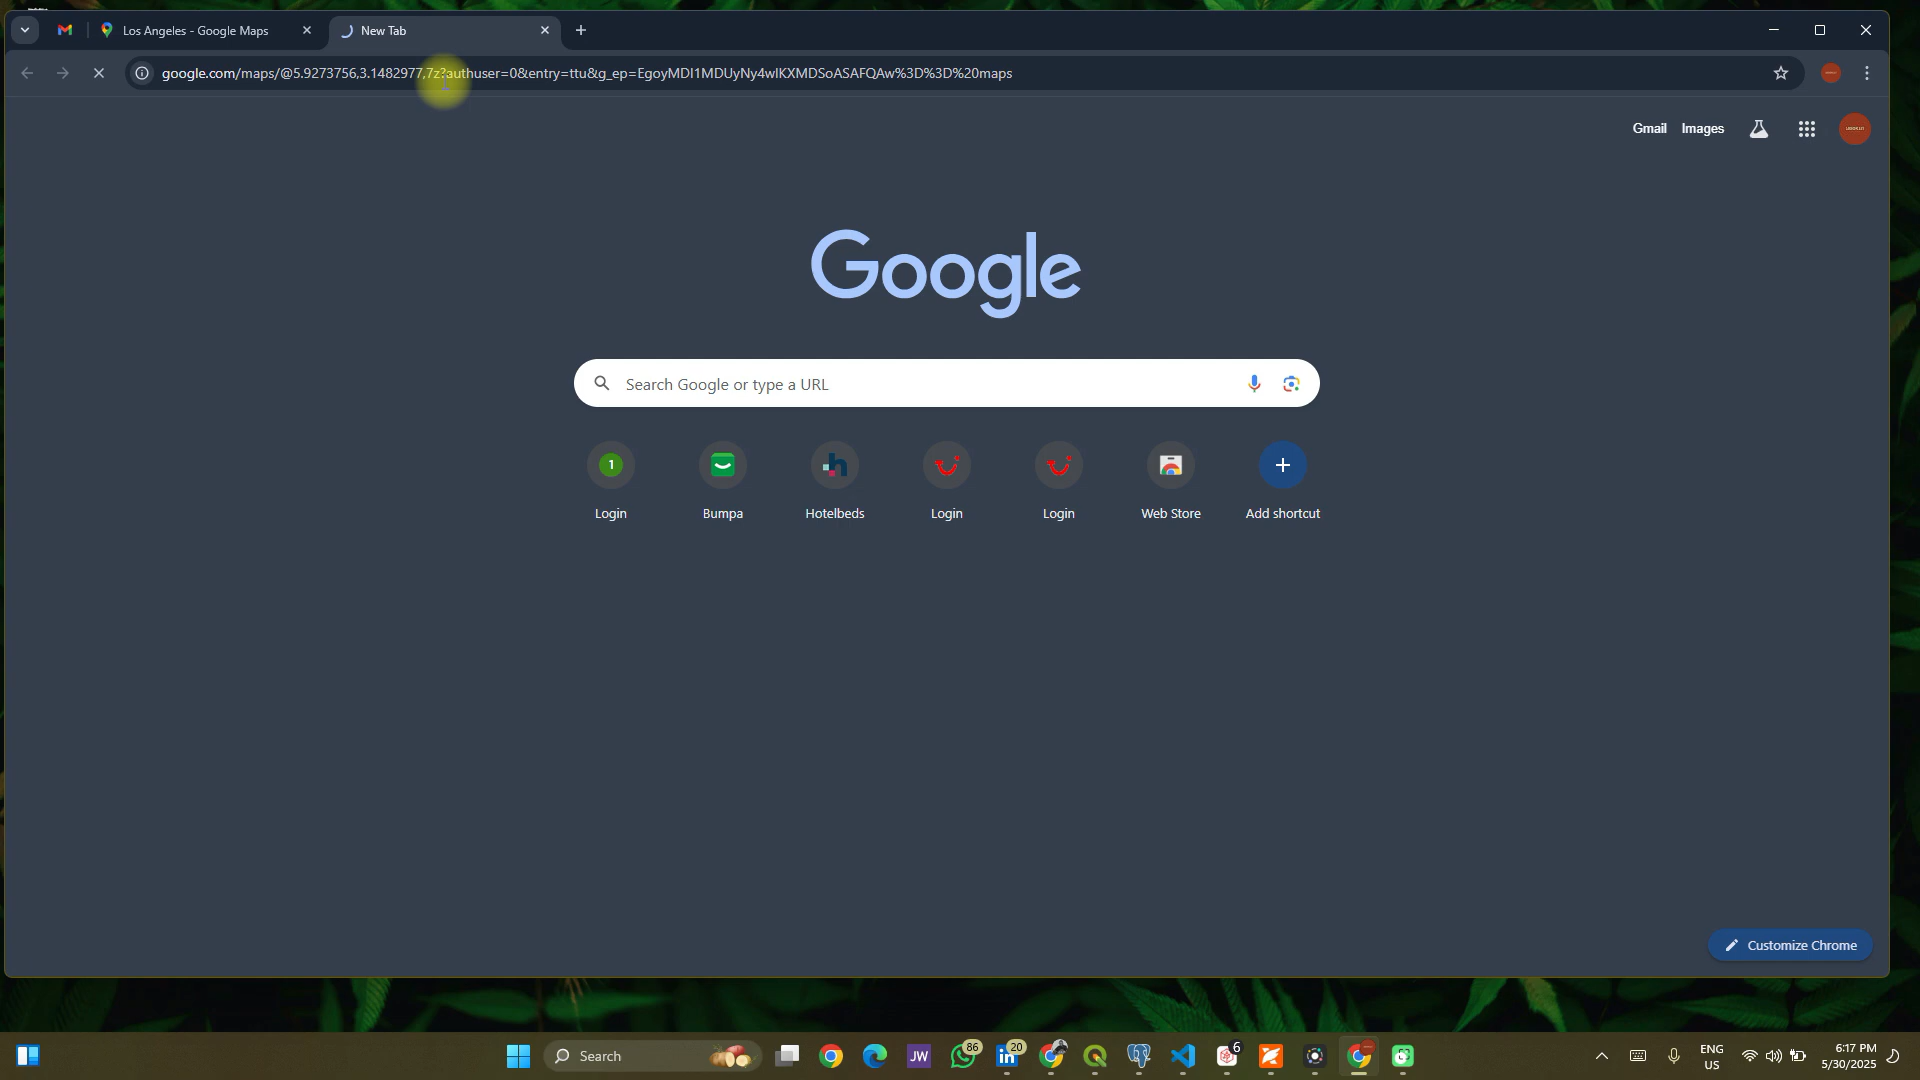 Los Angeles - Google Maps
New Tab
google.com/maps/@5.9273756,3.1482977,7z?authuser=0&entry=ttu&g_ep=EgoyMDI1MDUyNy4wIKXMDSoASAFQAw%3D%3D%20maps
Gmail
Images
Google
Search Google or type a URL
1
Login
Bumpa
Hotelbeds
Login
Login
Web Store
Add shortcut
Customize Chrome
Search
JW
86
20
6
ENG
US
6:17 PM
5/30/2025